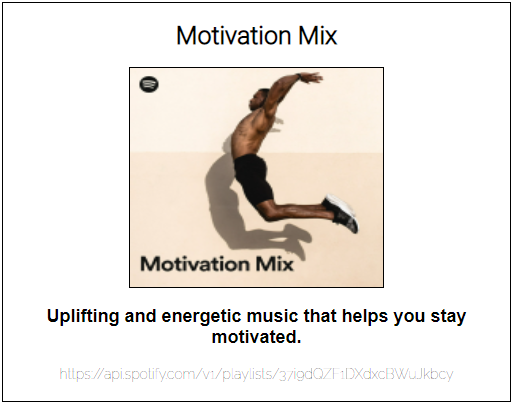 Motivation Mix
Motivation Mix
Uplifting and energetic music that helps you stay
motivated.
https://api.spotify.com/v1/playlists/37i9dQZF1DXdxcBWuJkbcy